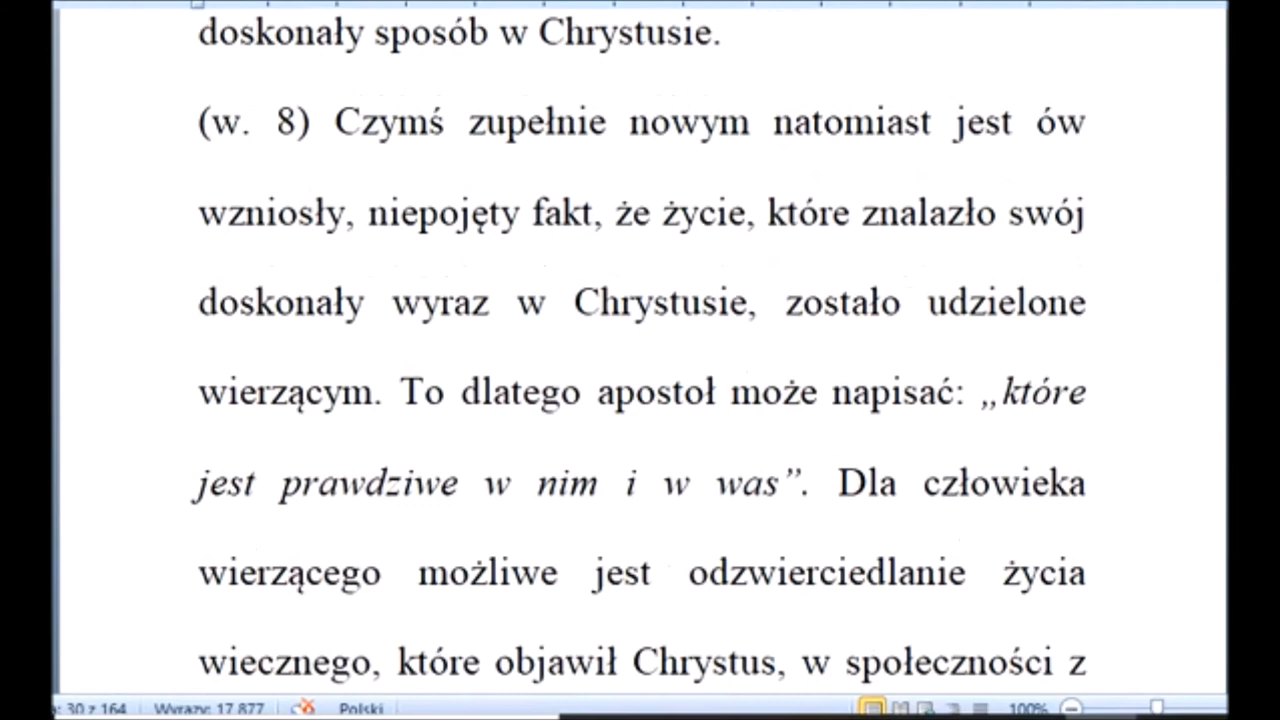 doskonały sposób w Chrystusie.
(w. 8) Czymś zupełnie nowym natomiast jest ów
wzniosły, niepojęty fakt, że życie, które znalazło swój
doskonały wyraz w Chrystusie, zostało udzielone
wierzącym. To dlatego apostoł może napisać: „które
jest prawdziwe w nim i w was”. Dla człowieka
wierzącego możliwe jest odzwierciedlanie życia
wiecznego, które objawił Chrystus, w społeczności z
: 30 z 164 Wyrazy: 17 877 Polski 100%